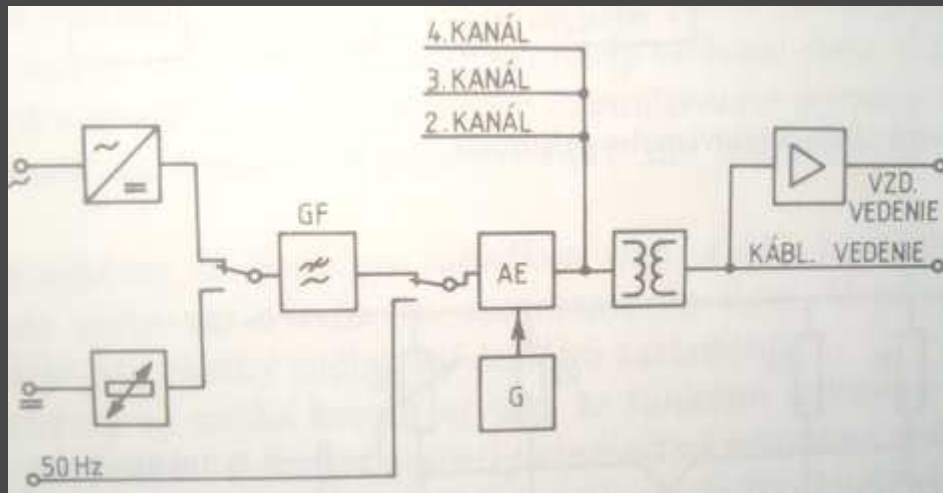 4. KANÁL
3. KANÁL
2. KANÁL
GF
AE
G
VZD.
VEDENIE
KÁBL. VEDENIE
50 Hz